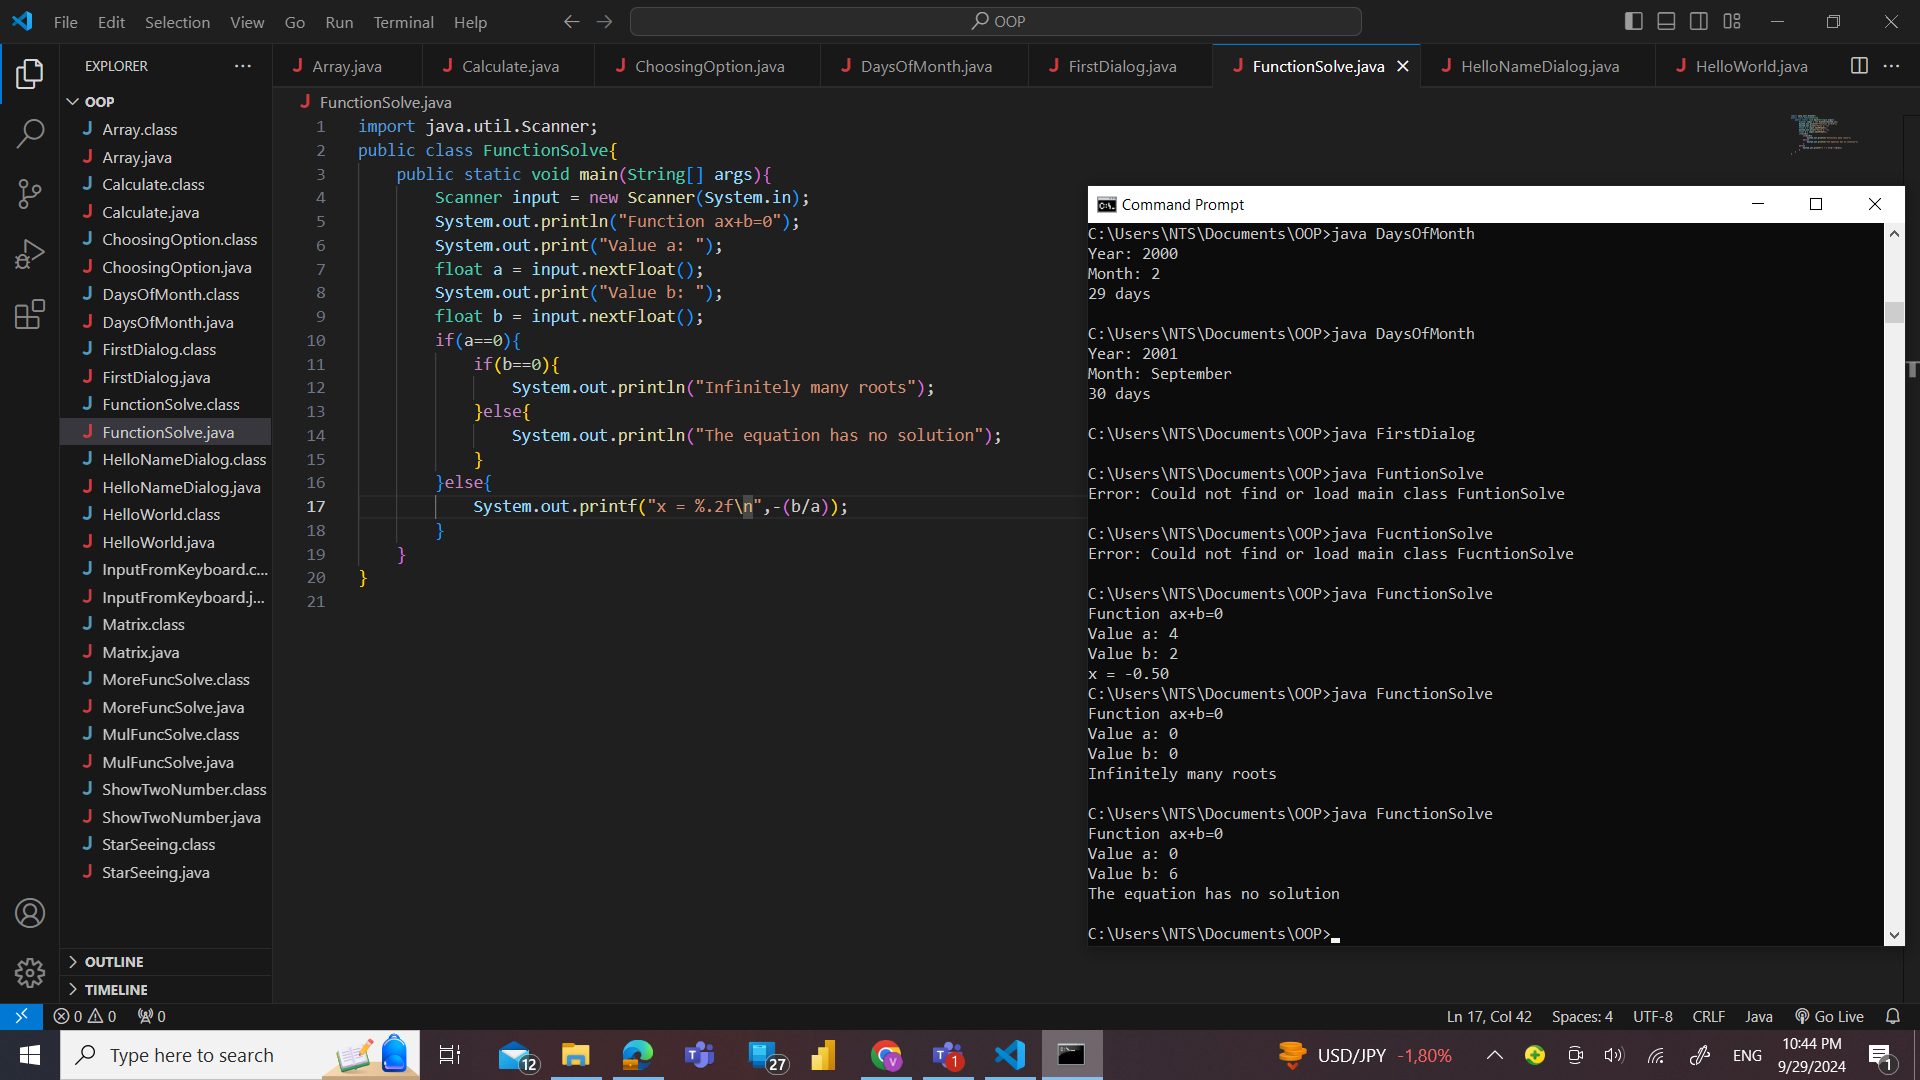 File Edit Selection View Go Run Terminal Help
OOP
EXPLORER
Array.java
Calculate.java
ChoosingOption.java
DaysOfMonth.java
FirstDialog.java
FunctionSolve.java
HelloNameDialog.java
HelloWorld.java
OOP
Array.class
Array.java
Calculate.class
Calculate.java
ChoosingOption.class
ChoosingOption.java
DaysOfMonth.class
DaysOfMonth.java
FirstDialog.class
FirstDialog.java
FunctionSolve.class
FunctionSolve.java
HelloNameDialog.class
HelloNameDialog.java
HelloWorld.class
HelloWorld.java
InputFromKeyboard.c...
InputFromKeyboard.j...
Matrix.class
Matrix.java
MoreFuncSolve.class
MoreFuncSolve.java
MulFuncSolve.class
MulFuncSolve.java
ShowTwoNumber.class
ShowTwoNumber.java
StarSeeing.class
StarSeeing.java
OUTLINE
TIMELINE
FunctionSolve.java
1 import java.util.Scanner;
2 public class FunctionSolve{
3 public static void main(String[] args){
4 Scanner input = new Scanner(System.in);
5 System.out.println("Function ax+b=0");
6 System.out.print("Value a: ");
7 float a = input.nextFloat();
8 System.out.print("Value b: ");
9 float b = input.nextFloat();
10 if(a==0){
11 if(b==0){
12 System.out.println("Infinitely many roots");
13 }else{
14 System.out.println("The equation has no solution");
15 }
16 }else{
17 System.out.printf("x = %.2f\n",-(b/a));
18 }
19 }
20 }
21
Command Prompt
C:\Users\NTS\Documents\OOP>java DaysOfMonth
Year: 2000
Month: 2
29 days
C:\Users\NTS\Documents\OOP>java DaysOfMonth
Year: 2001
Month: September
30 days
C:\Users\NTS\Documents\OOP>java FirstDialog
C:\Users\NTS\Documents\OOP>java FuntionSolve
Error: Could not find or load main class FuntionSolve
C:\Users\NTS\Documents\OOP>java FucntionSolve
Error: Could not find or load main class FucntionSolve
C:\Users\NTS\Documents\OOP>java FunctionSolve
Function ax+b=0
Value a: 4
Value b: 2
x = -0.50
C:\Users\NTS\Documents\OOP>java FunctionSolve
Function ax+b=0
Value a: 0
Value b: 0
Infinitely many roots
C:\Users\NTS\Documents\OOP>java FunctionSolve
Function ax+b=0
Value a: 0
Value b: 6
The equation has no solution
C:\Users\NTS\Documents\OOP>
0 0 0
Ln 17, Col 42 Spaces: 4 UTF-8 CRLF Java Go Live
Type here to search
12
27
V
1
USD/JPY -1,80%
ENG
10:44 PM
9/29/2024
1